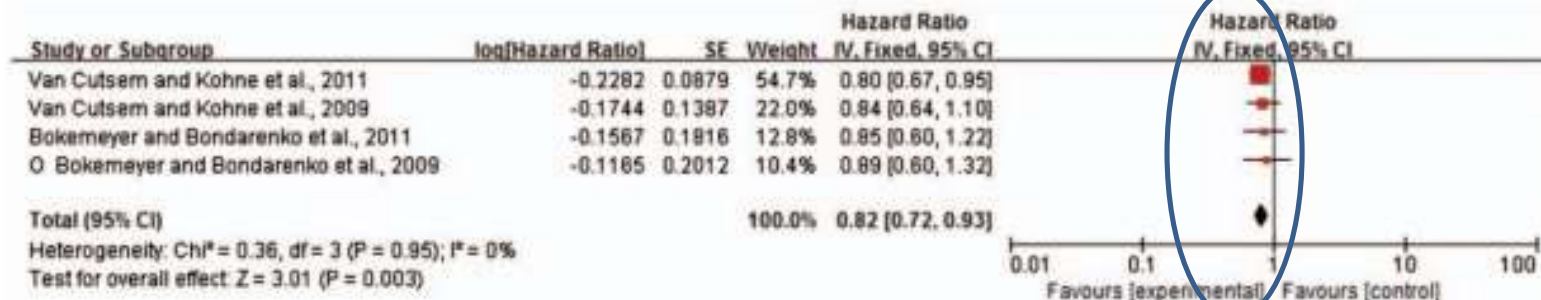 Hazard Ratio Hazard Ratio
Study or Subgroup log[Hazard Ratio] SE Weight IV, Fixed, 95% CI IV, Fixed, 95% CI
Van Cutsem and Kohne et al., 2011 -0.2282 0.0879 54.7% 0.80 [0.67, 0.95]
Van Cutsem and Kohne et al., 2009 -0.1744 0.1387 22.0% 0.84 [0.64, 1.10]
Bokemeyer and Bondarenko et al., 2011 -0.1567 0.1816 12.8% 0.85 [0.60, 1.22]
O Bokemeyer and Bondarenko et al., 2009 -0.1165 0.2012 10.4% 0.89 [0.60, 1.32]
Total (95% CI) 100.0% 0.82 [0.72, 0.93]
Heterogeneity: Chi² = 0.36, df = 3 (P = 0.95); I² = 0%
Test for overall effect: Z = 3.01 (P = 0.003)
0.01 0.1 1 10 100
Favours [experimental] Favours [control]